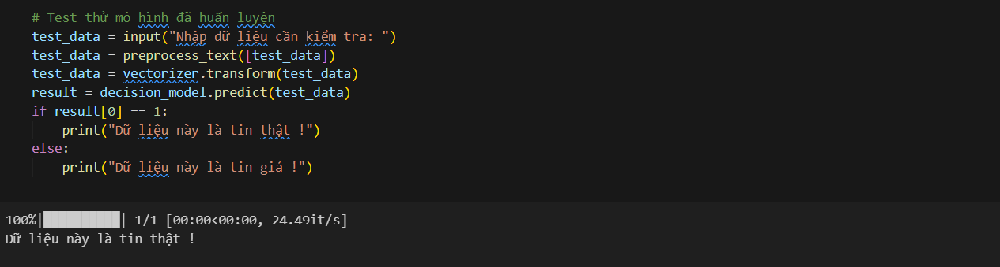 # Test thử mô hình đã huấn luyện
test_data = input("Nhập dữ liệu cần kiểm tra: ")
test_data = preprocess_text([test_data])
test_data = vectorizer.transform(test_data)
result = decision_model.predict(test_data)
if result[0] == 1:
    print("Dữ liệu này là tin thật !")
else:
    print("Dữ liệu này là tin giả !")
100%|██████████| 1/1 [00:00<00:00, 24.49it/s]
Dữ liệu này là tin thật !